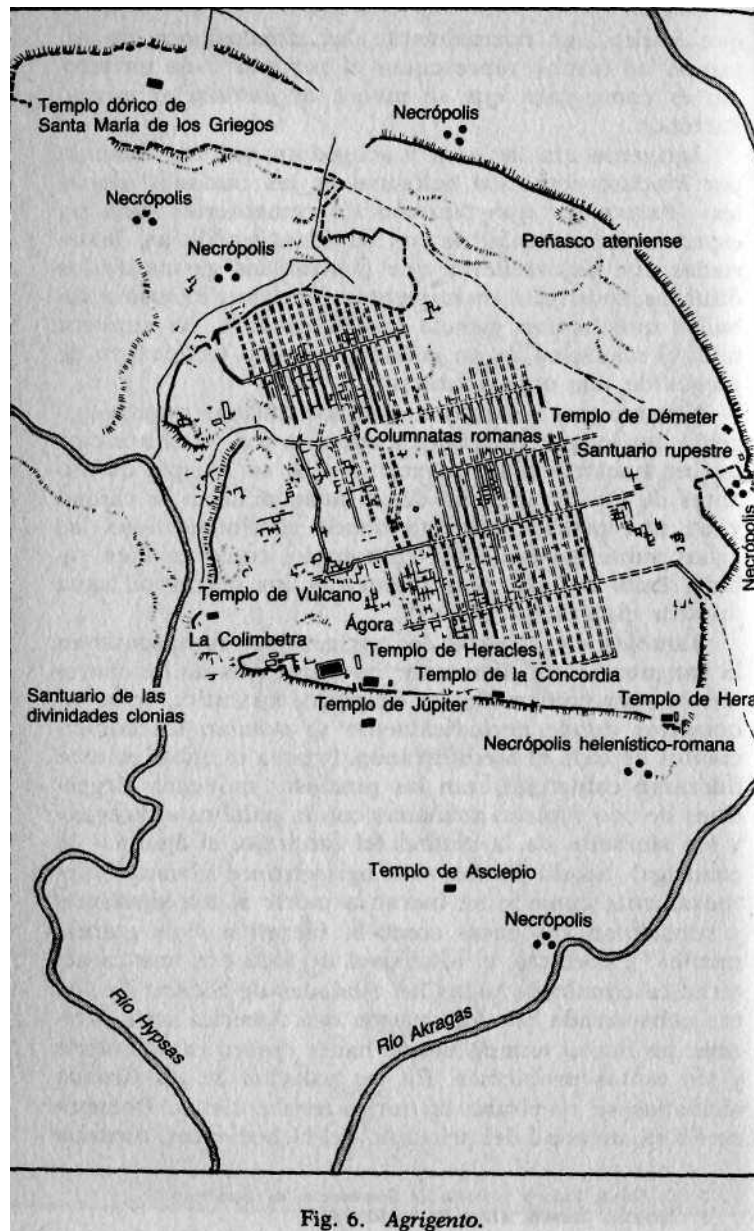 Templo dórico de
Santa María de los Griegos
Necrópolis
Necrópolis
Necrópolis
Peñasco ateniense
Templo de Démeter
Columnatas romanas
Santuario rupestre
Necrópolis
Templo de Vulcano
Ágora
La Colimbetra
Templo de Heracles
Templo de la Concordia
Santuario de las
divinidades clonias
Templo de Júpiter
Templo de Hera
Necrópolis helenístico-romana
Templo de Asclepio
Necrópolis
Río Hypsas
Río Akragas
Fig. 6. Agrigento.